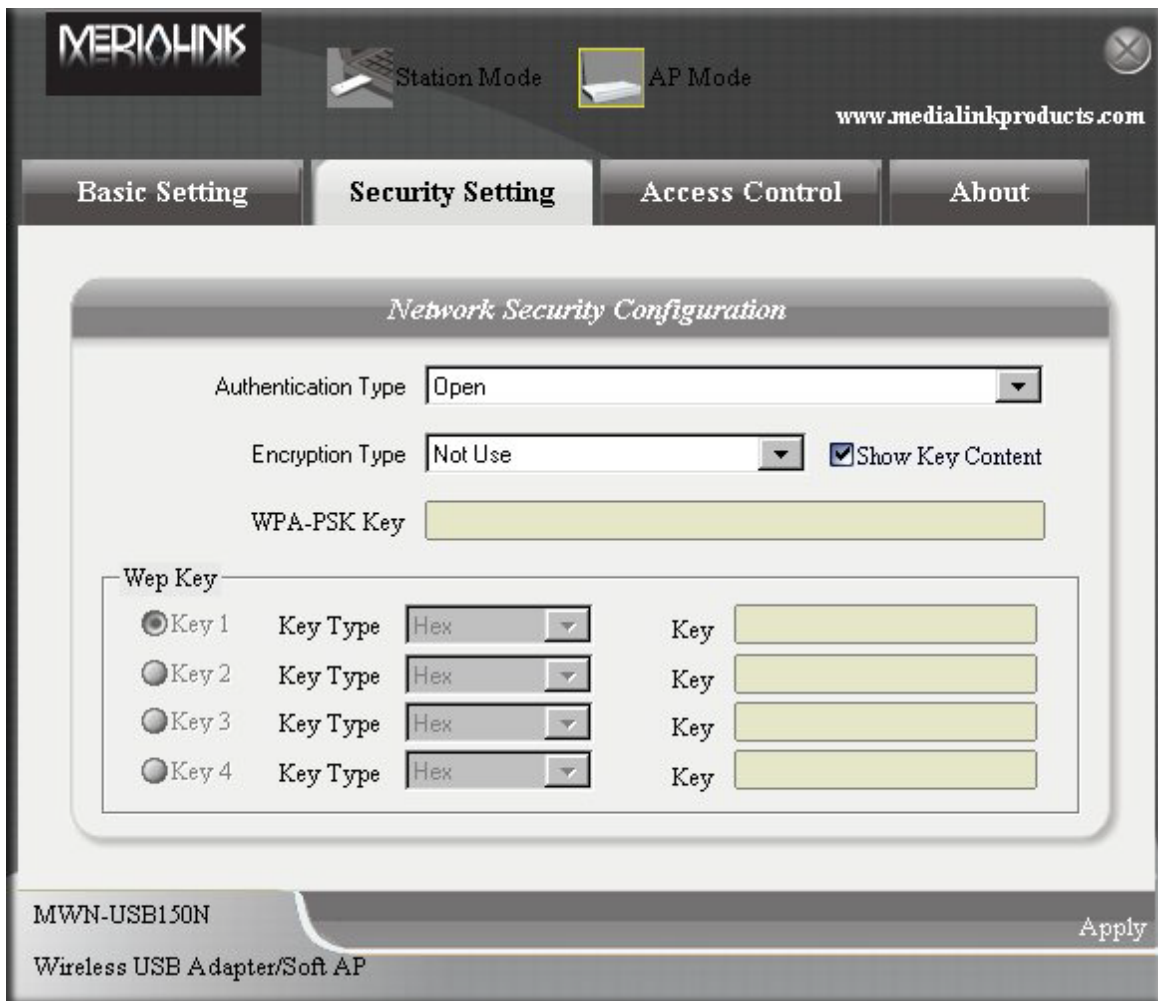 MEDIALINK
Station Mode AP Mode
www.medialinkproducts.com
Basic Setting Security Setting Access Control About
Network Security Configuration
Authentication Type Open
Encryption Type Not Use Show Key Content
WPA-PSK Key
Wep Key
Key 1 Key Type Hex Key
Key 2 Key Type Hex Key
Key 3 Key Type Hex Key
Key 4 Key Type Hex Key
MWN-USB150N
Apply
Wireless USB Adapter/Soft AP